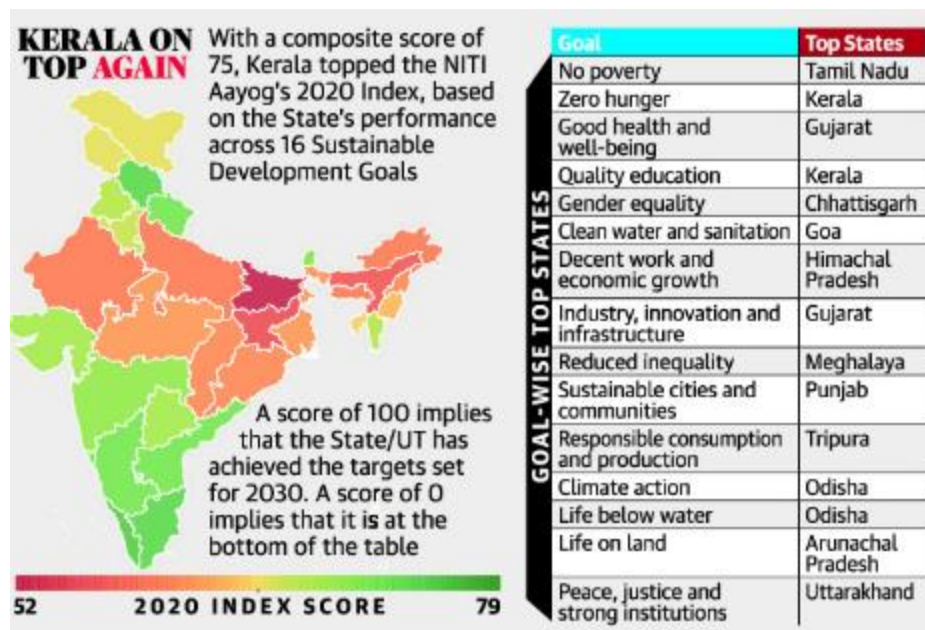 KERALA ON
TOP AGAIN
With a composite score of
75, Kerala topped the NITI
Aayog's 2020 Index, based
on the State's performance
across 16 Sustainable
Development Goals
A score of 100 implies
that the State/UT has
achieved the targets set
for 2030. A score of 0
implies that it is at the
bottom of the table
52 2020 INDEX SCORE 79
GOAL-WISE TOP STATES
Goal Top States
No poverty Tamil Nadu
Zero hunger Kerala
Good health and Gujarat
well-being
Quality education Kerala
Gender equality Chhattisgarh
Clean water and sanitation Goa
Decent work and Himachal
economic growth Pradesh
Industry, innovation and Gujarat
infrastructure
Reduced inequality Meghalaya
Sustainable cities and Punjab
communities
Responsible consumption Tripura
and production
Climate action Odisha
Life below water Odisha
Life on land Arunachal
Pradesh
Peace, justice and Uttarakhand
strong institutions